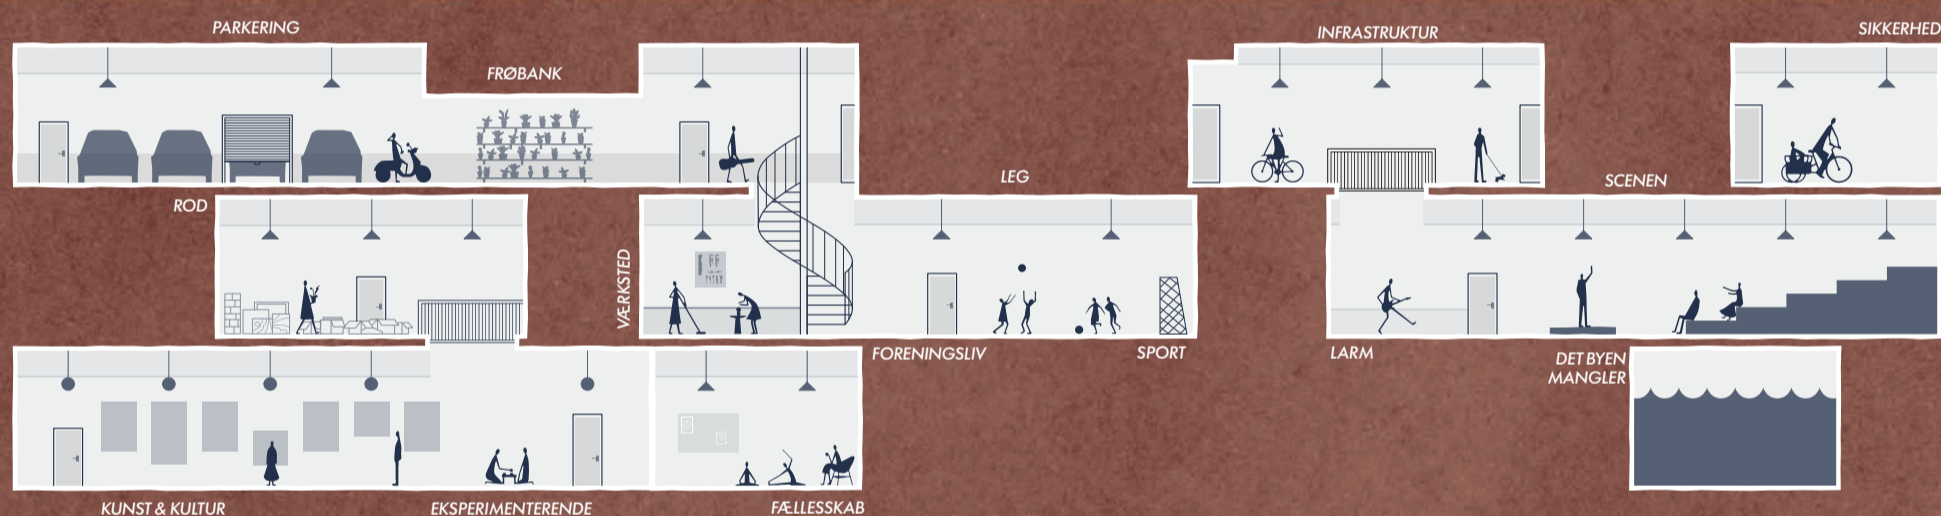 PARKERING
INFRASTRUKTUR
SIKKERHED
FRØBANK
LEG
SCENEN
ROD
VÆRKSTED
FORENINGSLIV
SPORT
LARM
DET BYEN
MANGLER
KUNST & KULTUR
EKSPERIMENTERENDE
FÆLLESSKAB